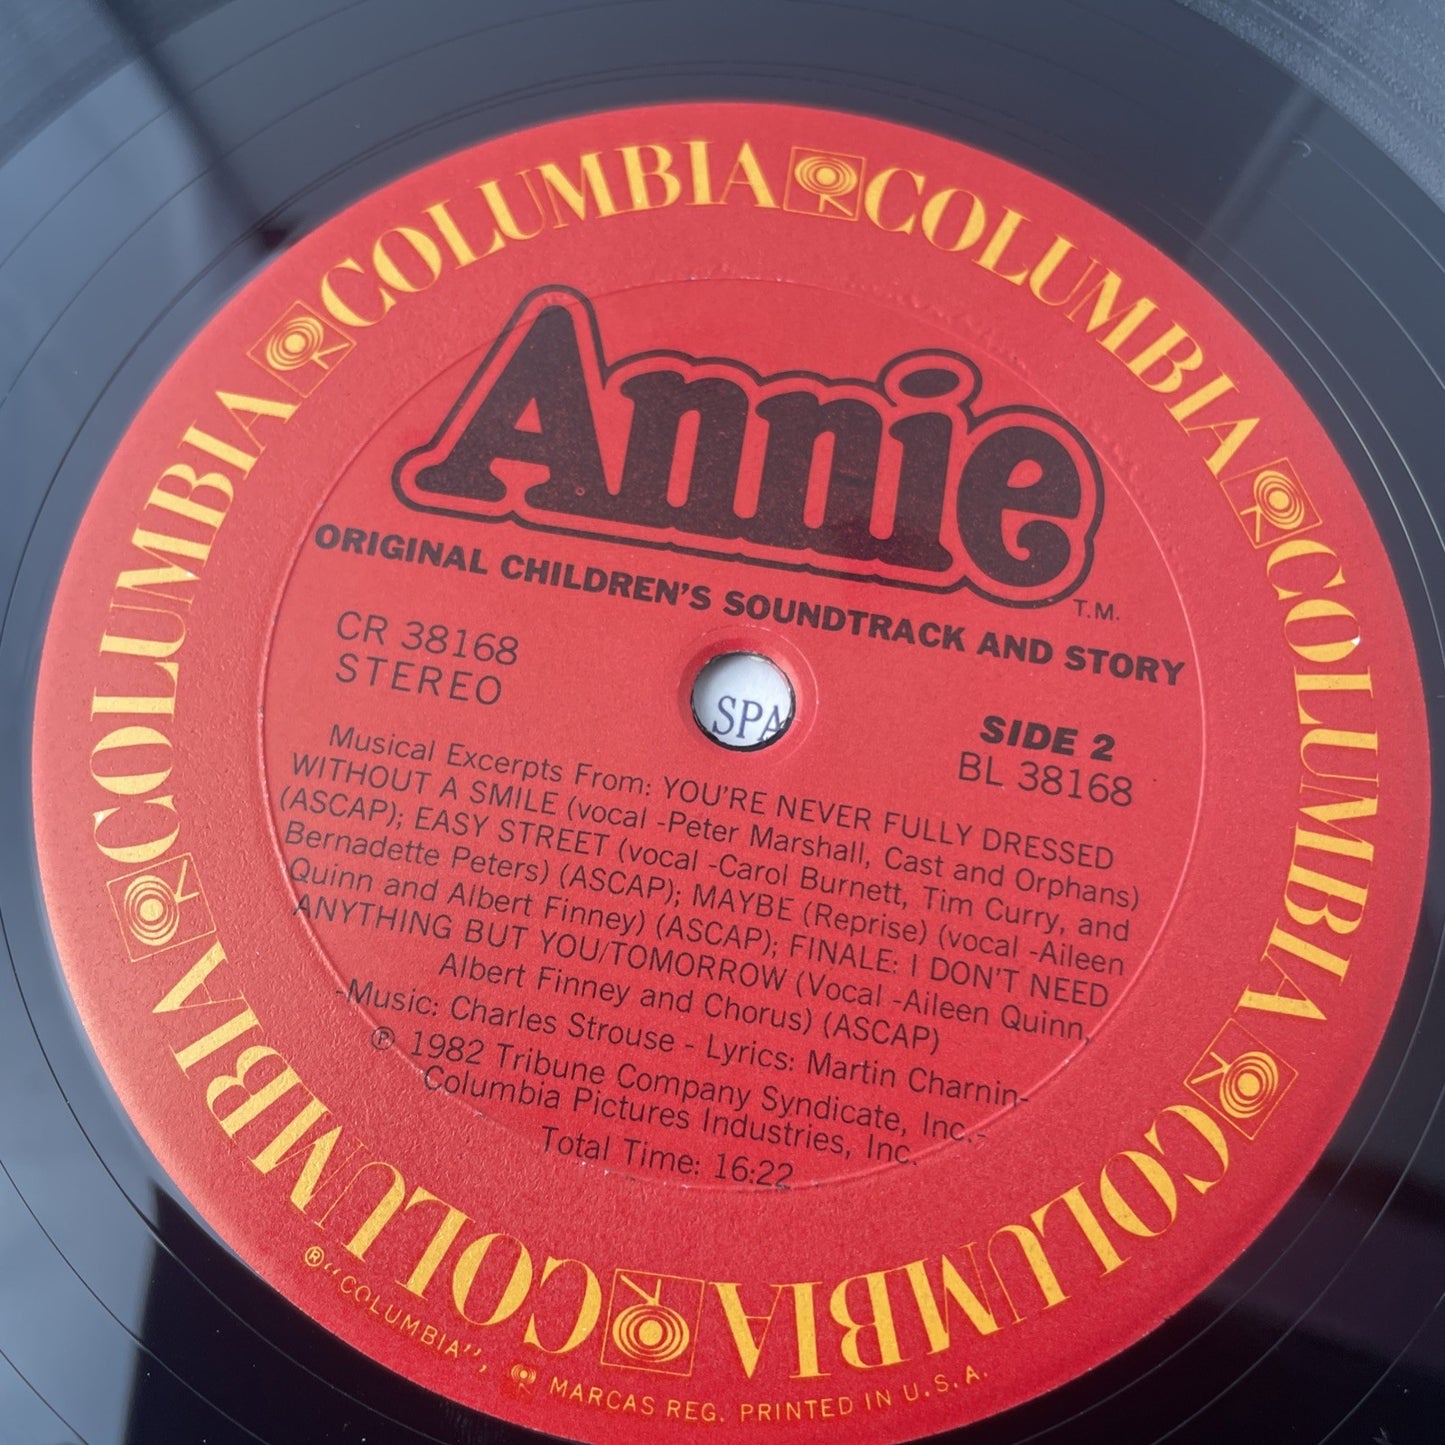 COLUMBIA COLUMBIA COLUMBIA COLUMBIA COLUMBIA COLUMBIA COLUMBIA
Annie
T.M.
ORIGINAL CHILDREN'S SOUNDTRACK AND STORY
CR 38168
STEREO
SPA
SIDE 2
BL 38168
Musical Excerpts From: YOU'RE NEVER FULLY DRESSED
WITHOUT A SMILE (vocal -Peter Marshall, Cast and Orphans)
(ASCAP); EASY STREET (vocal -Carol Burnett, Tim Curry, and
Bernadette Peters) (ASCAP); MAYBE (Reprise) (vocal -Aileen
Quinn and Albert Finney) (ASCAP); FINALE: I DON'T NEED
ANYTHING BUT YOU/TOMORROW (Vocal -Aileen Quinn,
Albert Finney and Chorus) (ASCAP)
-Music: Charles Strouse - Lyrics: Martin Charnin-
℗ 1982 Tribune Company Syndicate, Inc.-
Columbia Pictures Industries, Inc.
Total Time: 16:22
®"COLUMBIA", MARCAS REG. PRINTED IN U.S.A.